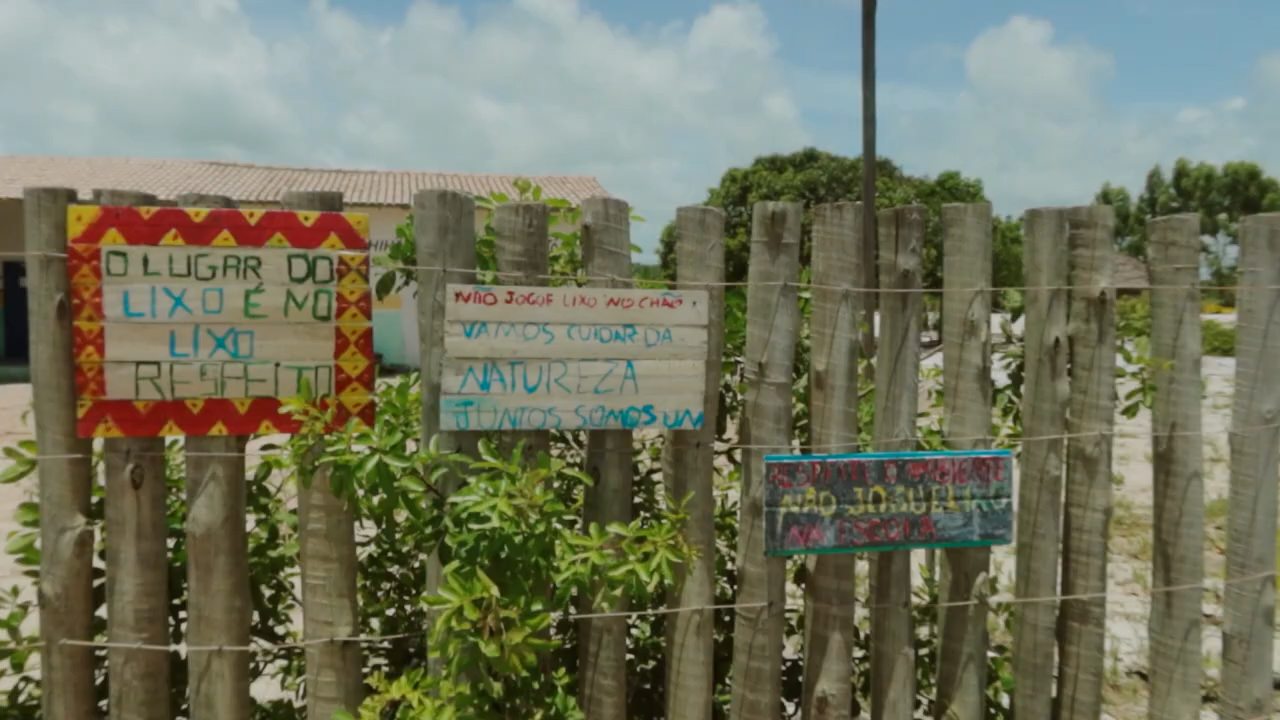 O LUGAR DO
LIXO É NO
LIXO
RESPEITO
NÃO JOGUE LIXO NO CHÃO.
VAMOS CUIDAR DA
NATUREZA
JUNTOS SOMOS UM
RESPEITE O AMBIENTE
NÃO JOGUE LIXO
NA ESCOLA